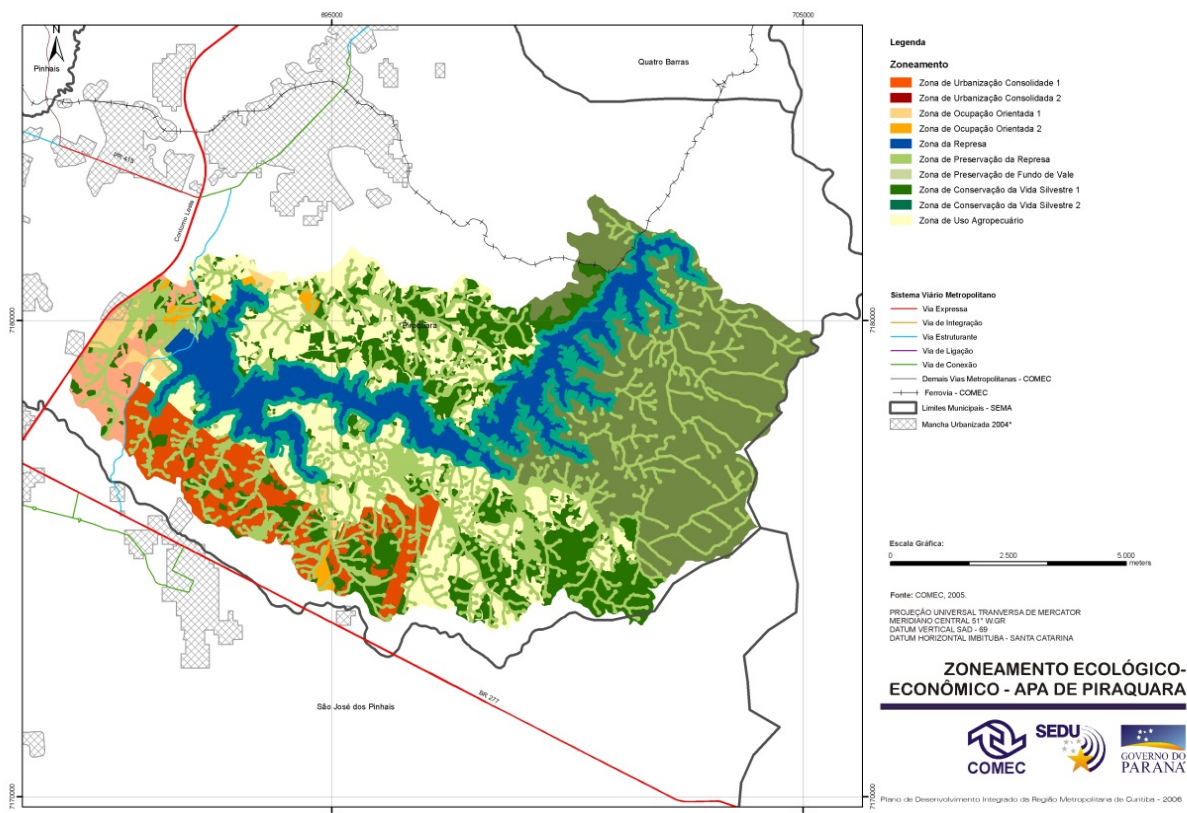 695000
705000
N
Pinhais
Quatro Barras
PR 415
Contorno Leste
7180000
7180000
Piraquara
BR 277
São José dos Pinhais
7170000
7170000
Legenda
Zoneamento
Zona de Urbanização Consolidade 1
Zona de Urbanização Consolidada 2
Zona de Ocupação Orientada 1
Zona de Ocupação Orientada 2
Zona da Represa
Zona de Preservação da Represa
Zona de Preservação de Fundo de Vale
Zona de Conservação da Vida Silvestre 1
Zona de Conservação da Vida Silvestre 2
Zona de Uso Agropecuário
Sistema Viário Metropolitano
Via Expressa
Via de Integração
Via Estruturante
Via de Ligação
Via de Conexão
Demais Vias Metropolitanas - COMEC
Ferrovia - COMEC
Limites Municipais - SEMA
Mancha Urbanizada 2004*
Escala Gráfica:
0 2.500 5.000
meters
Fonte: COMEC, 2005.
PROJEÇÃO UNIVERSAL TRANVERSA DE MERCATOR
MERIDIANO CENTRAL 51° W.GR
DATUM VERTICAL SAD - 69
DATUM HORIZONTAL IMBITUBA - SANTA CATARINA
ZONEAMENTO ECOLÓGICO-
ECONÔMICO - APA DE PIRAQUARA
COMEC
SEDU
GOVERNO DO
PARANÁ
Plano de Desenvolvimento Integrado da Região Metropolitana de Curitiba - 2006